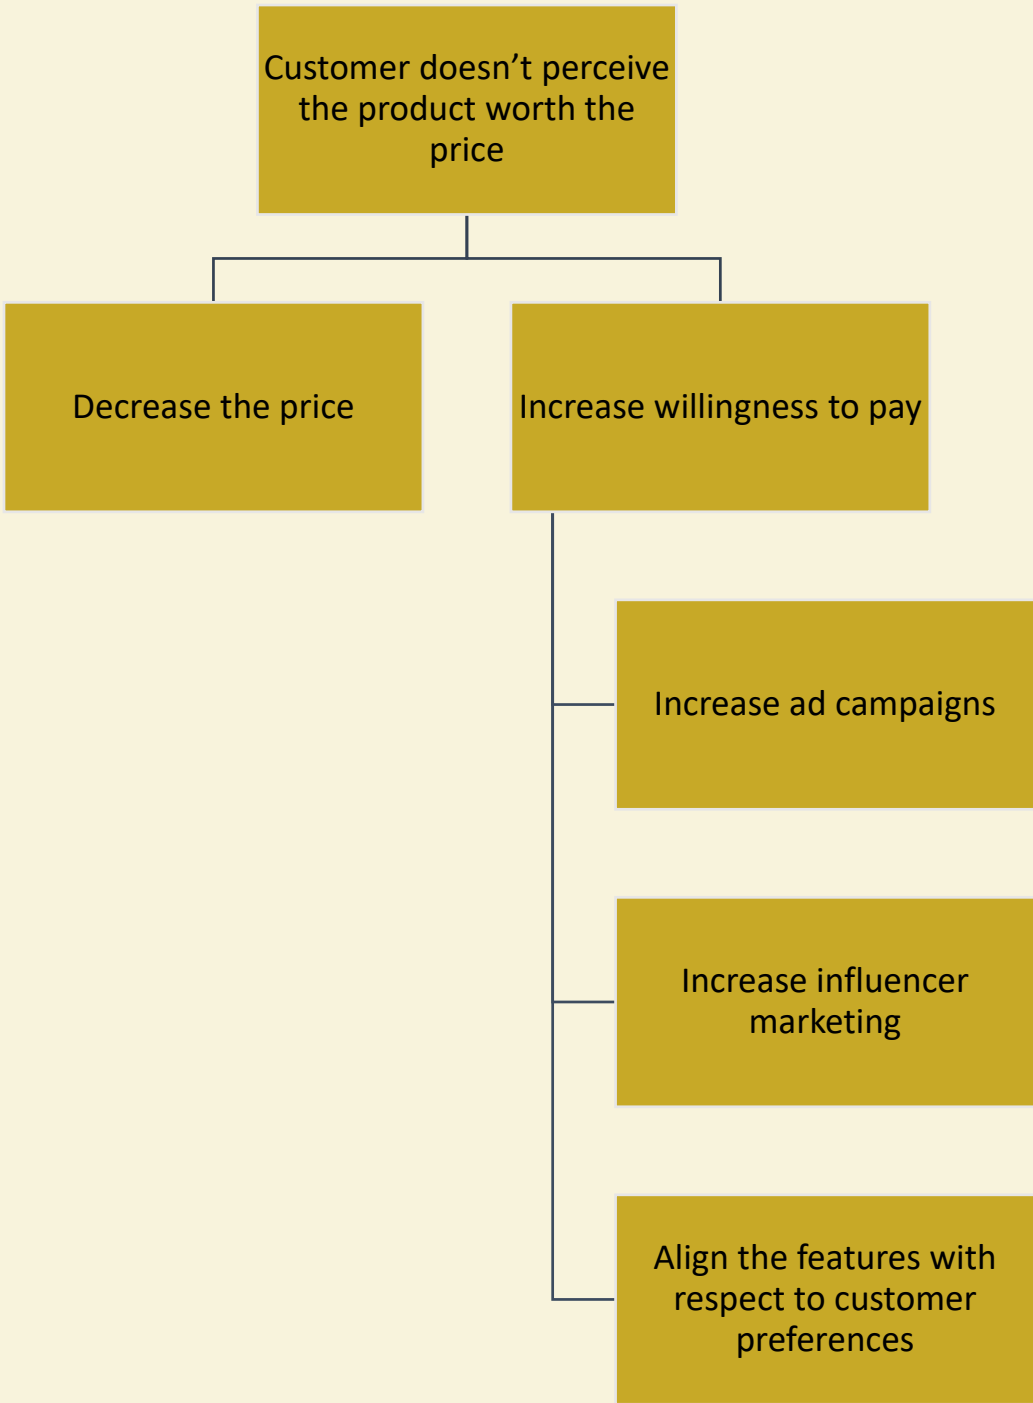 Customer doesn’t perceive
the product worth the
price
Decrease the price
Increase willingness to pay
Increase ad campaigns
Increase influencer
marketing
Align the features with
respect to customer
preferences